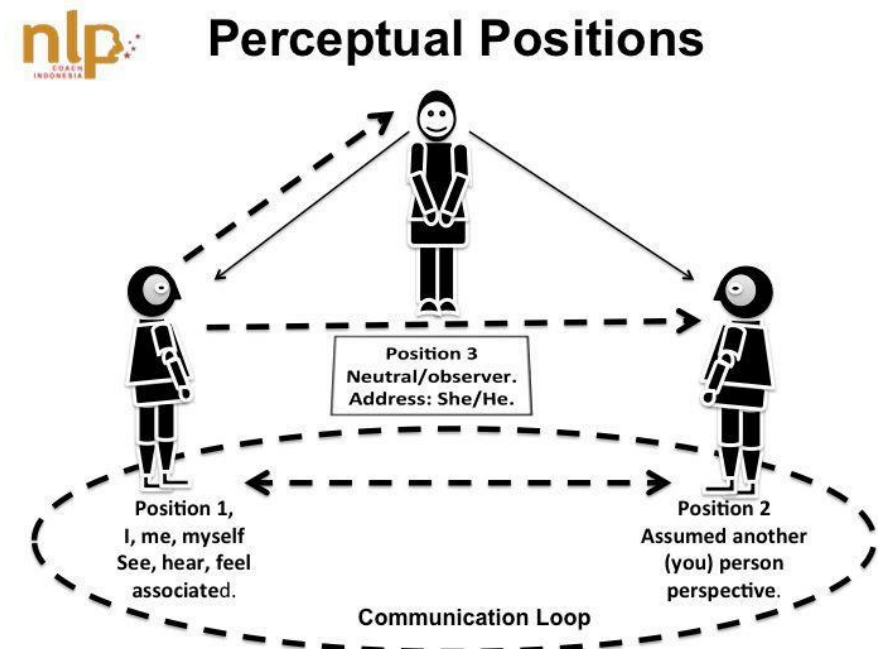 nlp
COACH
INDONESIA
Perceptual Positions
Position 3
Neutral/observer.
Address: She/He.
Position 1,
I, me, myself
See, hear, feel
associated.
Position 2
Assumed another
(you) person
perspective.
Communication Loop